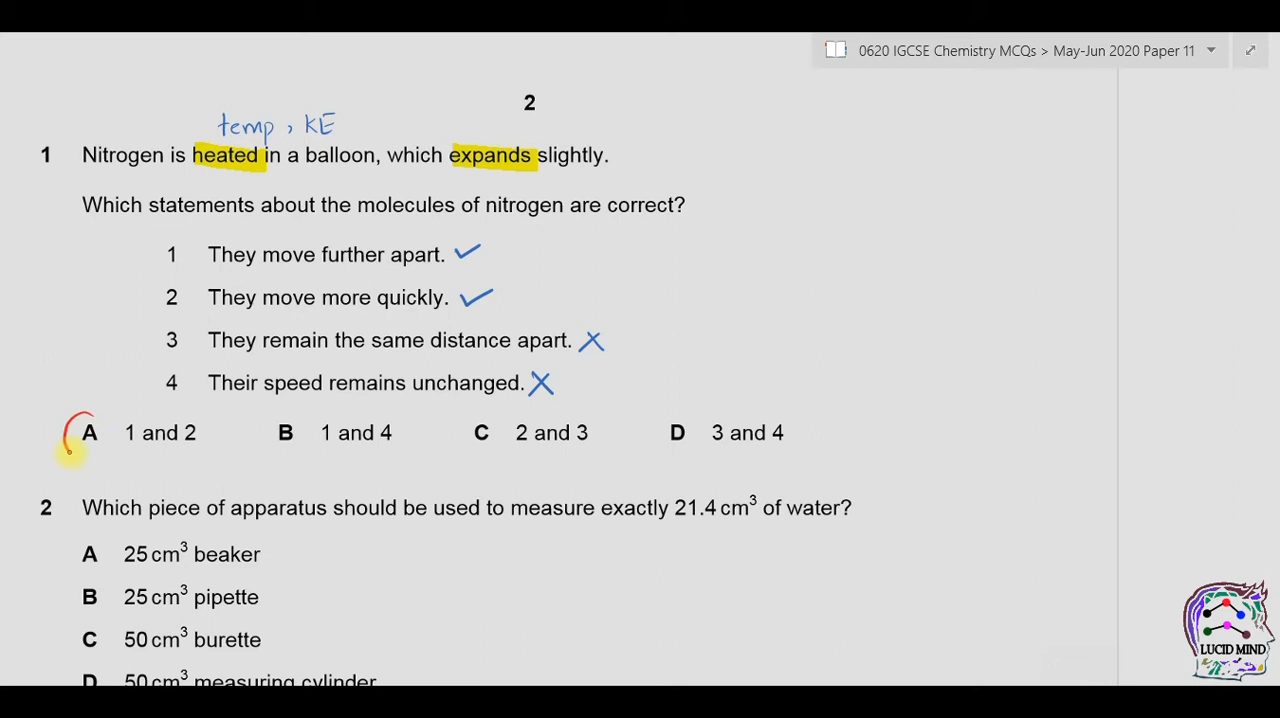 0620 IGCSE Chemistry MCQs > May-Jun 2020 Paper 11
2
temp, KE
1 Nitrogen is heated in a balloon, which expands slightly.
Which statements about the molecules of nitrogen are correct?
1 They move further apart. ✓
2 They move more quickly. ✓
3 They remain the same distance apart. ✗
4 Their speed remains unchanged. ✗
A 1 and 2 B 1 and 4 C 2 and 3 D 3 and 4
2 Which piece of apparatus should be used to measure exactly 21.4 cm³ of water?
A 25 cm³ beaker
B 25 cm³ pipette
C 50 cm³ burette
D 50 cm³ measuring cylinder
LUCID MIND